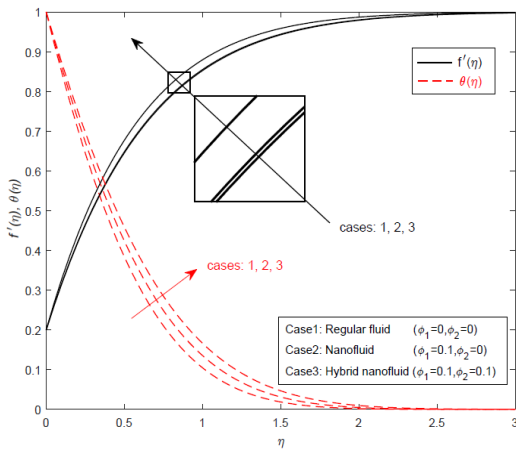 1
0.9
0.8
0.7
0.6
0.5
0.4
0.3
0.2
0.1
0
f ′(η), θ(η)
f ′(η)
θ(η)
cases: 1, 2, 3
cases: 1, 2, 3
Case1: Regular fluid (ϕ₁=0,ϕ₂=0)
Case2: Nanofluid (ϕ₁=0.1,ϕ₂=0)
Case3: Hybrid nanofluid (ϕ₁=0.1,ϕ₂=0.1)
0 0.5 1 1.5 2 2.5 3
η